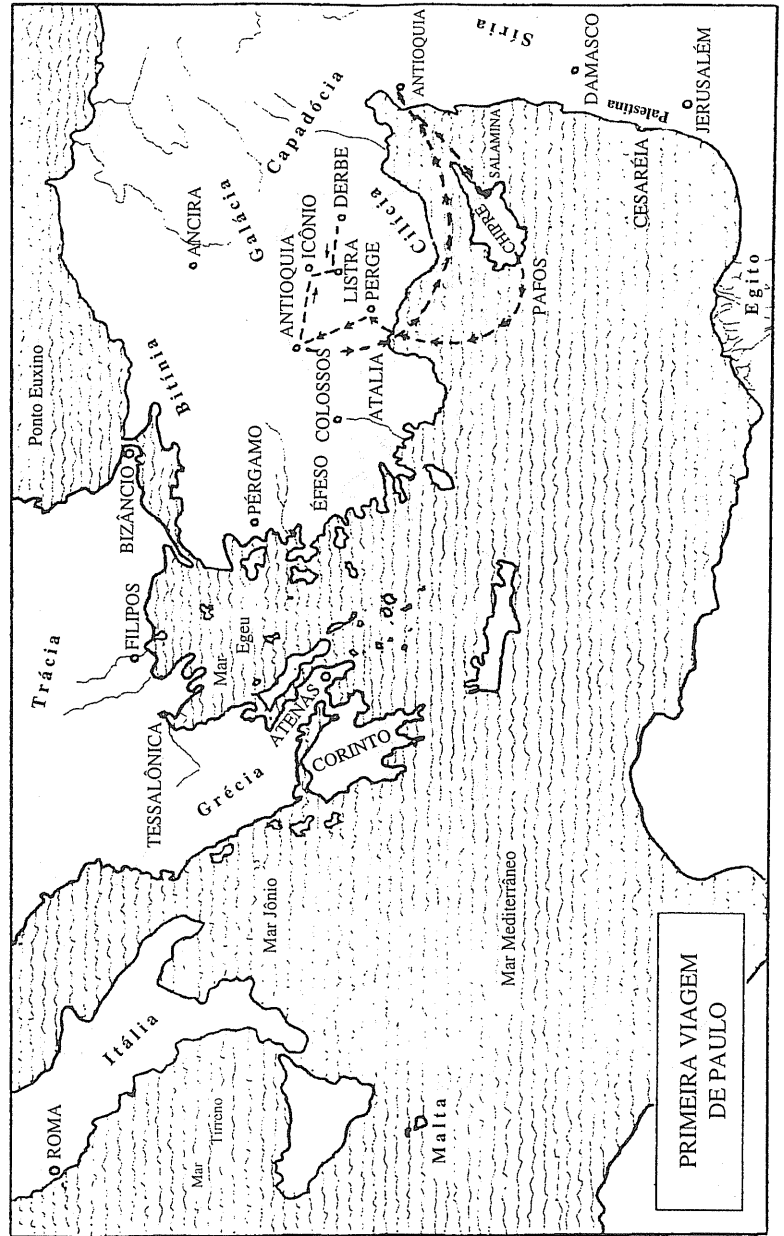 PRIMEIRA VIAGEM
DE PAULO
ROMA
Itália
Mar
Tirreno
Malta
Mar Jônio
Mar Mediterrâneo
Grécia
TESSALÔNICA
CORINTO
ATENAS
Mar
Egeu
Trácia
FILIPOS
BIZÂNCIO
Ponto Euxino
Bitínia
PÉRGAMO
ÉFESO
COLOSSOS
ATALIA
ANTIOQUIA
ICÔNIO
LISTRA
PERGE
DERBE
ÂNCIRA
Galácia
Capadócia
Cilícia
CHIPRE
SALAMINA
PAFOS
ANTIOQUIA
Síria
DAMASCO
Palestina
JERUSALÉM
CESARÉIA
Egito